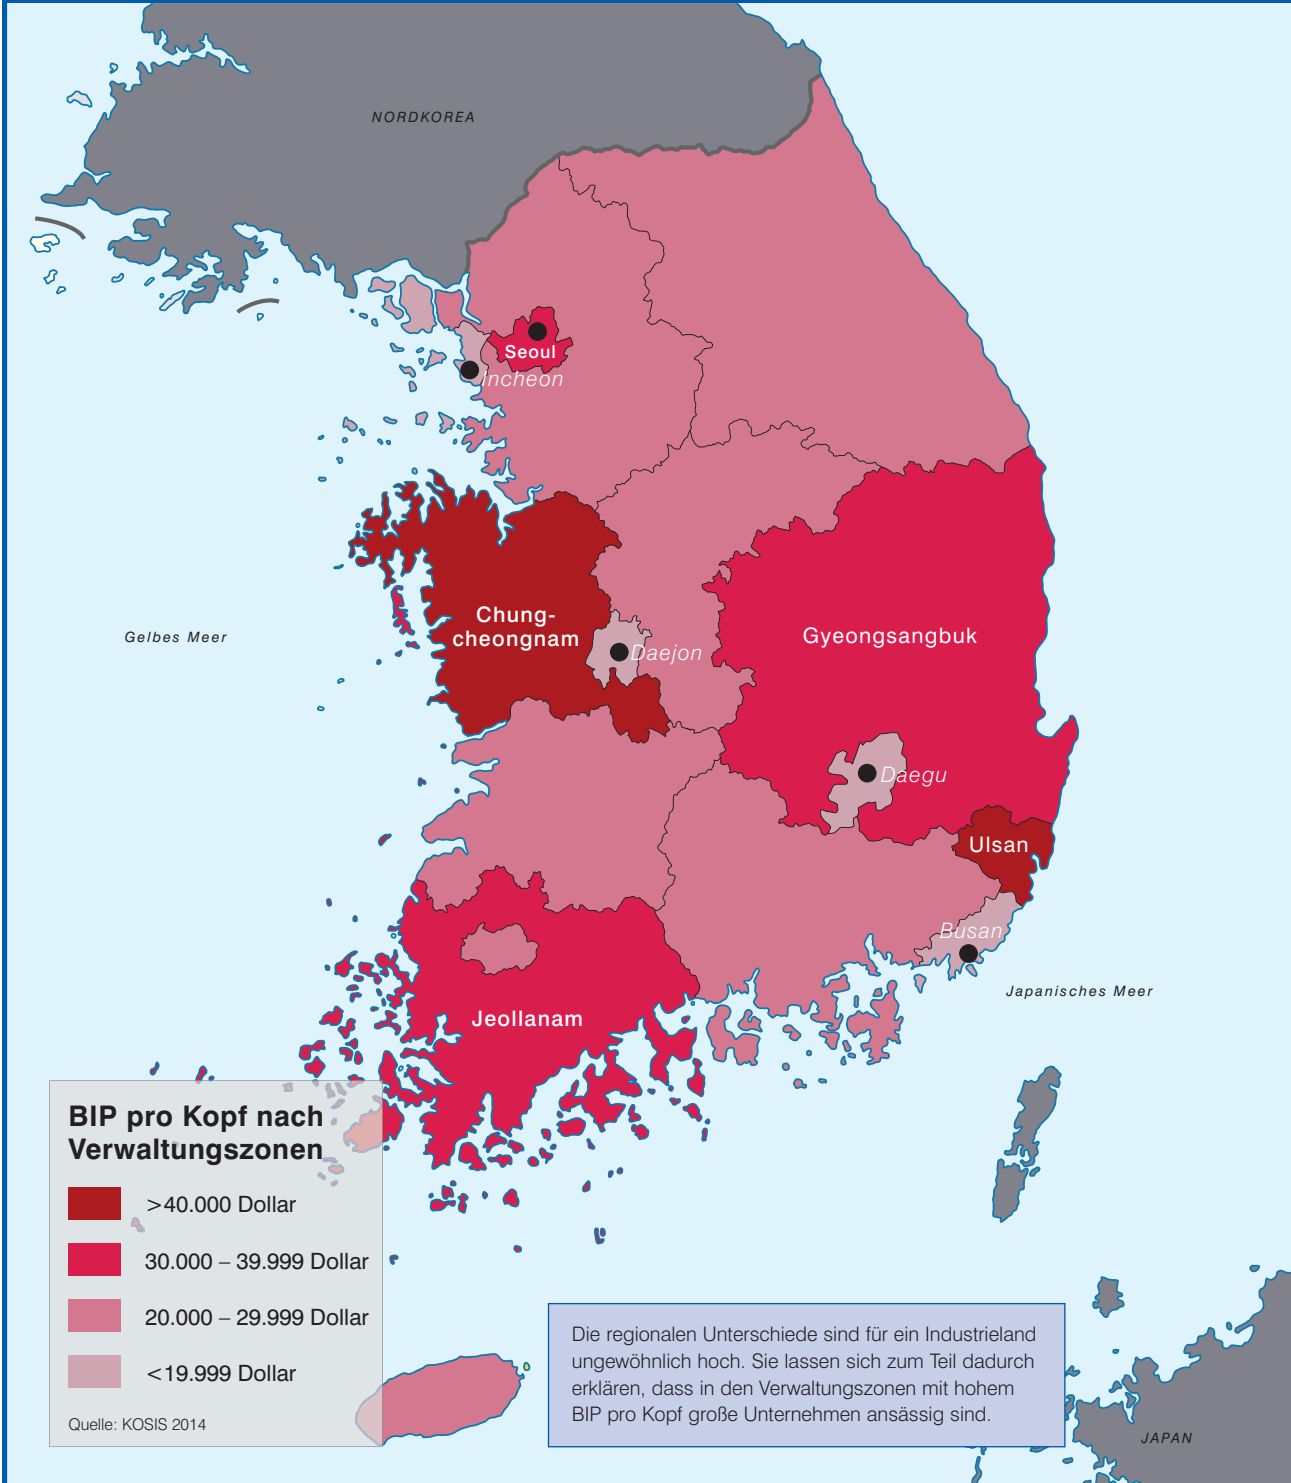 NORDKOREA
Seoul
Incheon
Chung-
cheongnam
Gelbes Meer
Daejon
Gyeongsangbuk
Daegu
Ulsan
Busan
Japanisches Meer
Jeollanam
BIP pro Kopf nach
Verwaltungszonen
>40.000 Dollar
30.000 – 39.999 Dollar
20.000 – 29.999 Dollar
<19.999 Dollar
Quelle: KOSIS 2014
Die regionalen Unterschiede sind für ein Industrieland
ungewöhnlich hoch. Sie lassen sich zum Teil dadurch
erklären, dass in den Verwaltungszonen mit hohem
BIP pro Kopf große Unternehmen ansässig sind.
JAPAN